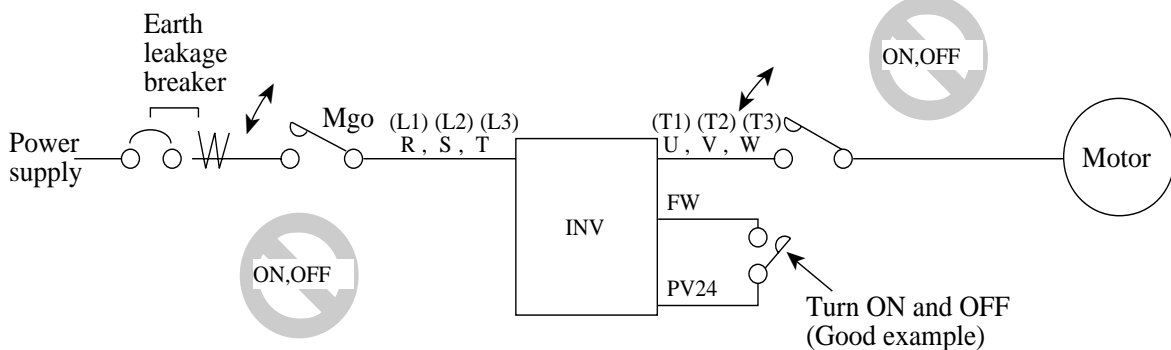 Earth
leakage
breaker
ON,OFF
Mgo
(L1) (L2) (L3)
R , S , T
(T1) (T2) (T3)
U , V , W
Power
supply
Motor
FW
INV
ON,OFF
PV24
Turn ON and OFF
(Good example)